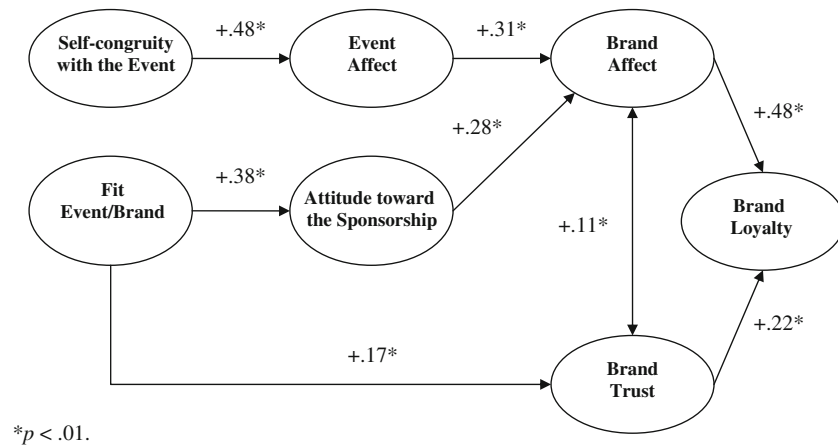 Self-congruity
with the Event
+.48*
Event
Affect
+.31*
Brand
Affect
+.28*
+.48*
Fit
Event/Brand
+.38*
Attitude toward
the Sponsorship
+.11*
Brand
Loyalty
+.17*
Brand
Trust
+.22*
*p < .01.